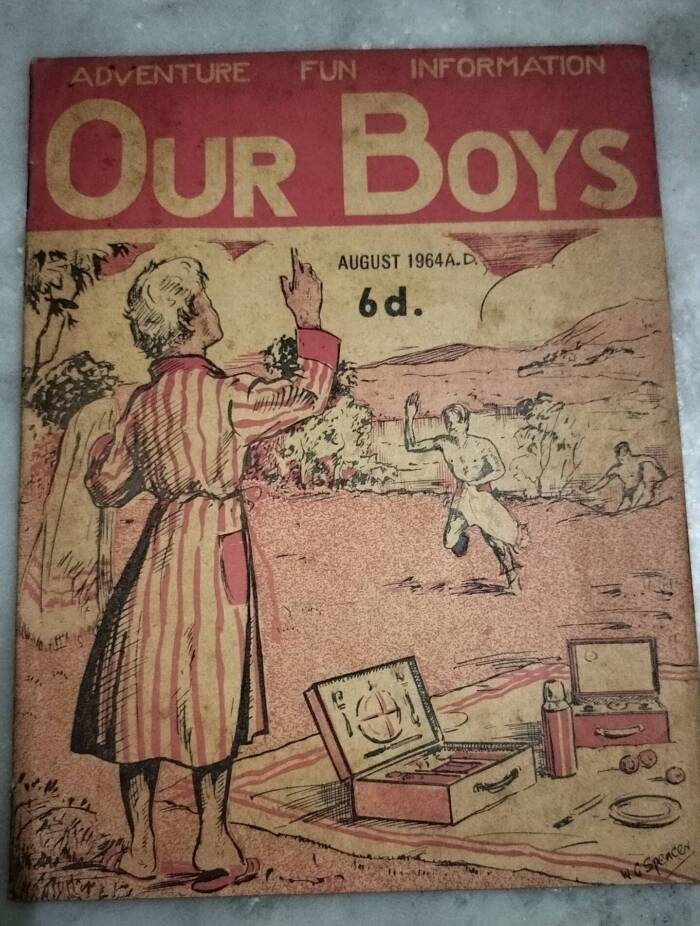 ADVENTURE FUN INFORMATION
OUR BOYS
AUGUST 1964 A.D.
6d.
W G Spencer